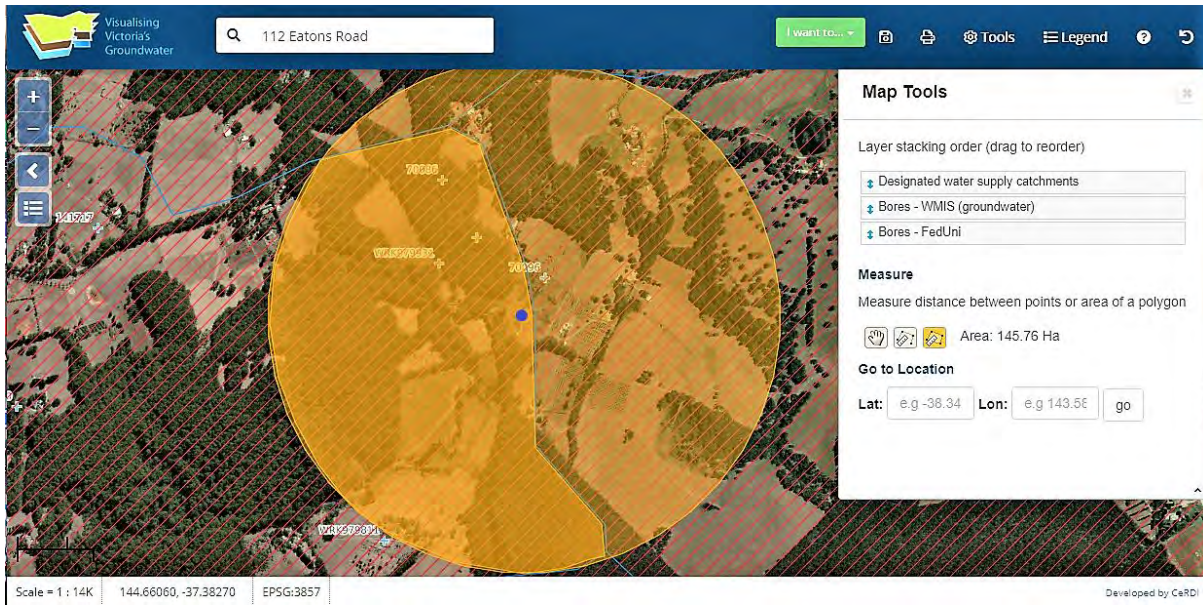 Visualising
Victoria's
Groundwater
112 Eatons Road
I want to...
Tools
Legend
Map Tools
Layer stacking order (drag to reorder)
Designated water supply catchments
Bores - WMIS (groundwater)
Bores - FedUni
Measure
Measure distance between points or area of a polygon
Area: 145.76 Ha
Go to Location
Lat: e.g -38.34 Lon: e.g 143.58 go
141717
Scale = 1 : 14K
144.66060, -37.38270
EPSG:3857
Developed by CeRDI